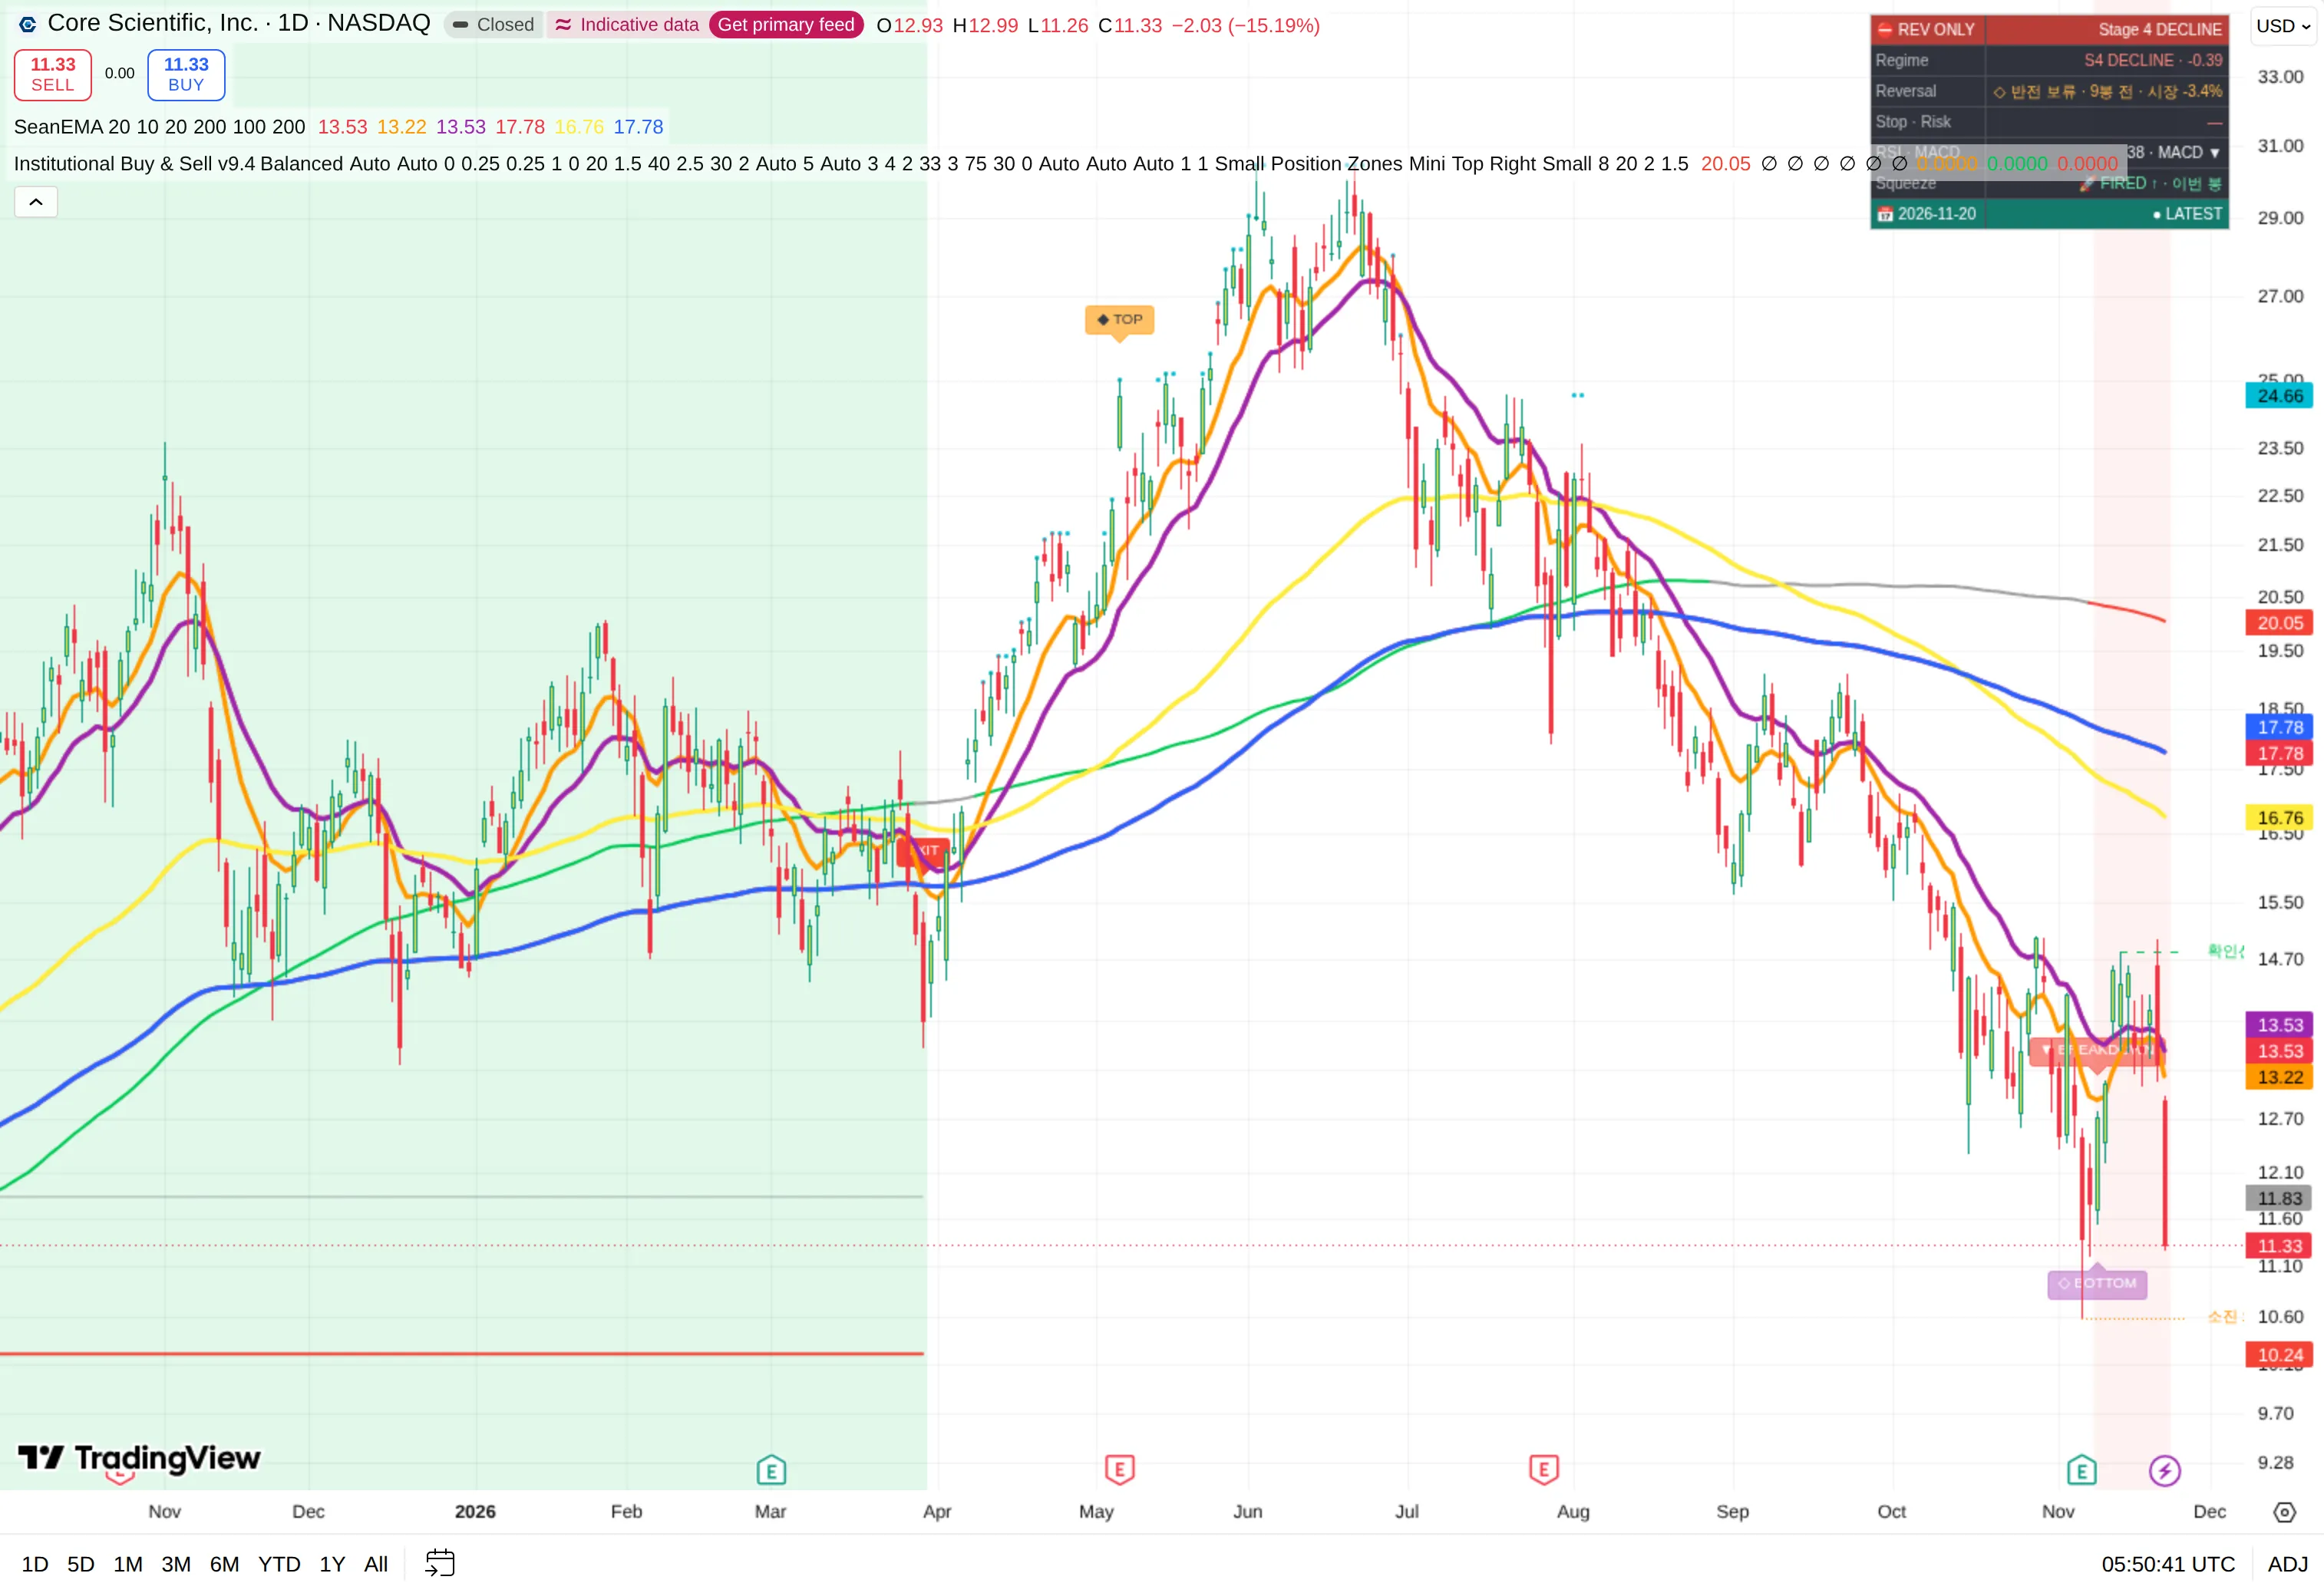 Core Scientific, Inc. · 1D · NASDAQ Closed Indicative data Get primary feed O12.93 H12.99 L11.26 C11.33 −2.03 (−15.19%)
11.33 SELL 0.00 11.33 BUY
SeanEMA 20 10 20 200 100 200 13.53 13.22 13.53 17.78 16.76 17.78
Institutional Buy & Sell v9.4 Balanced Auto Auto 0 0.25 0.25 1 0 20 1.5 40 2.5 30 2 Auto 5 Auto 3 4 2 33 3 75 30 0 Auto Auto Auto 1 1 Small Position Zones Mini Top Right Small 8 20 2 1.5 20.05 ∅ ∅ ∅ ∅ ∅ ∅ 0.0000 0.0000 0.0000
REV ONLY Stage 4 DECLINE
Regime S4 DECLINE · -0.39
Reversal ◇ 반전 보류 · 9봉 전 · 시장 -3.4%
Stop · Risk —
RSI · MACD 38 · MACD ▼
Squeeze FIRED ↑ · 이번 봉
2026-11-20 ● LATEST
USD
33.00
31.00
29.00
27.00
25.00
24.66
23.50
22.50
21.50
20.50
20.05
19.50
18.50
17.78
17.78
17.50
16.76
16.50
15.50
14.70
13.53
13.53
13.22
12.70
12.10
11.83
11.60
11.33
11.10
10.60
10.24
9.70
9.28
◆ TOP
◇ BOTTOM
TradingView
E
E
E
E
Nov Dec 2026 Feb Mar Apr May Jun Jul Aug Sep Oct Nov Dec
1D 5D 1M 3M 6M YTD 1Y All 05:50:41 UTC ADJ